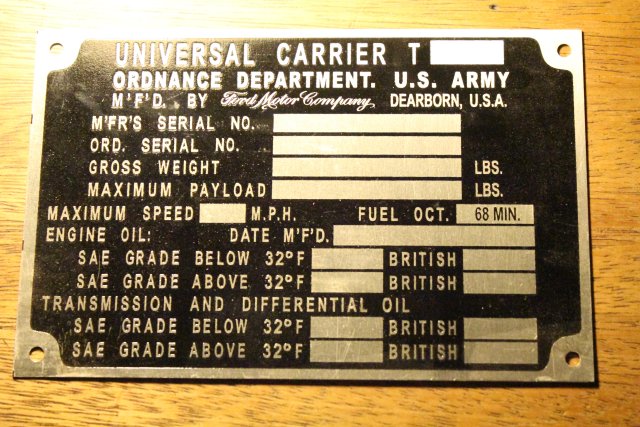 UNIVERSAL CARRIER T
ORDNANCE DEPARTMENT. U.S. ARMY
M'F'D. BY Ford Motor Company, DEARBORN, U.S.A.
M'FR'S SERIAL NO.
ORD. SERIAL NO.
GROSS WEIGHT LBS.
MAXIMUM PAYLOAD LBS.
MAXIMUM SPEED M.P.H. FUEL OCT. 68 MIN.
ENGINE OIL: DATE M'F'D.
SAE GRADE BELOW 32°F BRITISH
SAE GRADE ABOVE 32°F BRITISH
TRANSMISSION AND DIFFERENTIAL OIL
SAE GRADE BELOW 32°F BRITISH
SAE GRADE ABOVE 32°F BRITISH